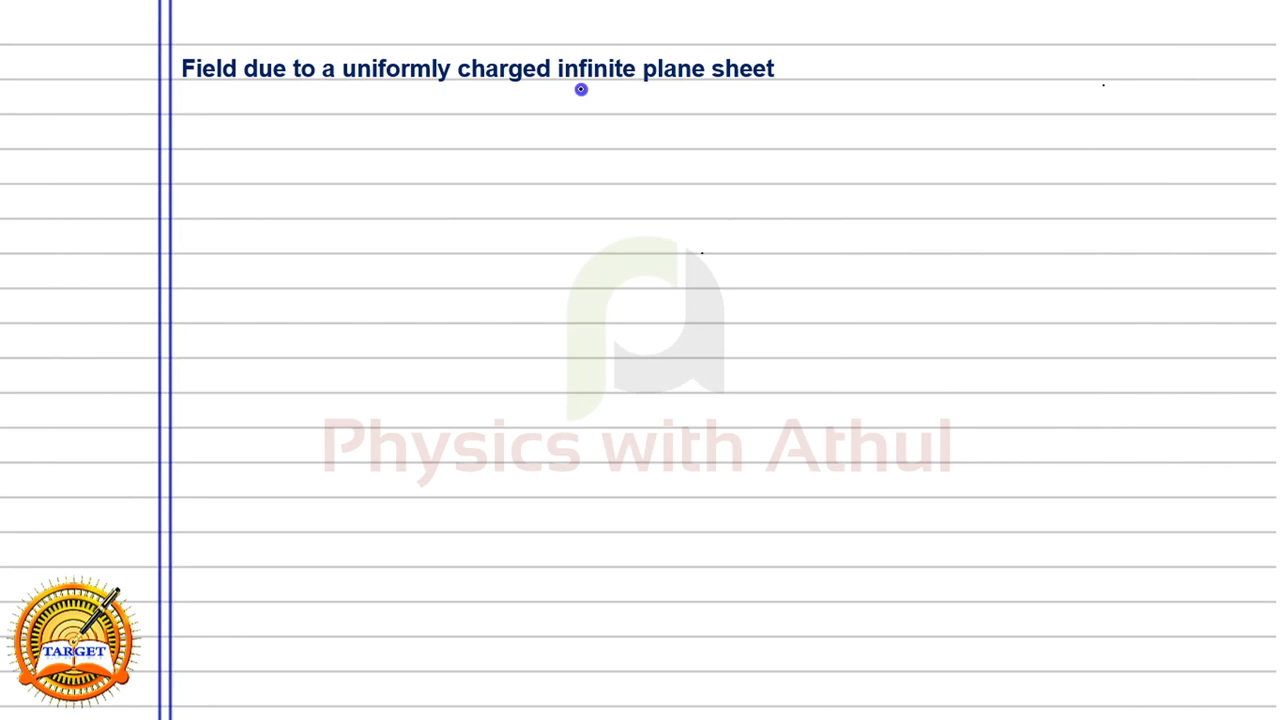 Field due to a uniformly charged infinite plane sheet
Physics with Athul
TARGET